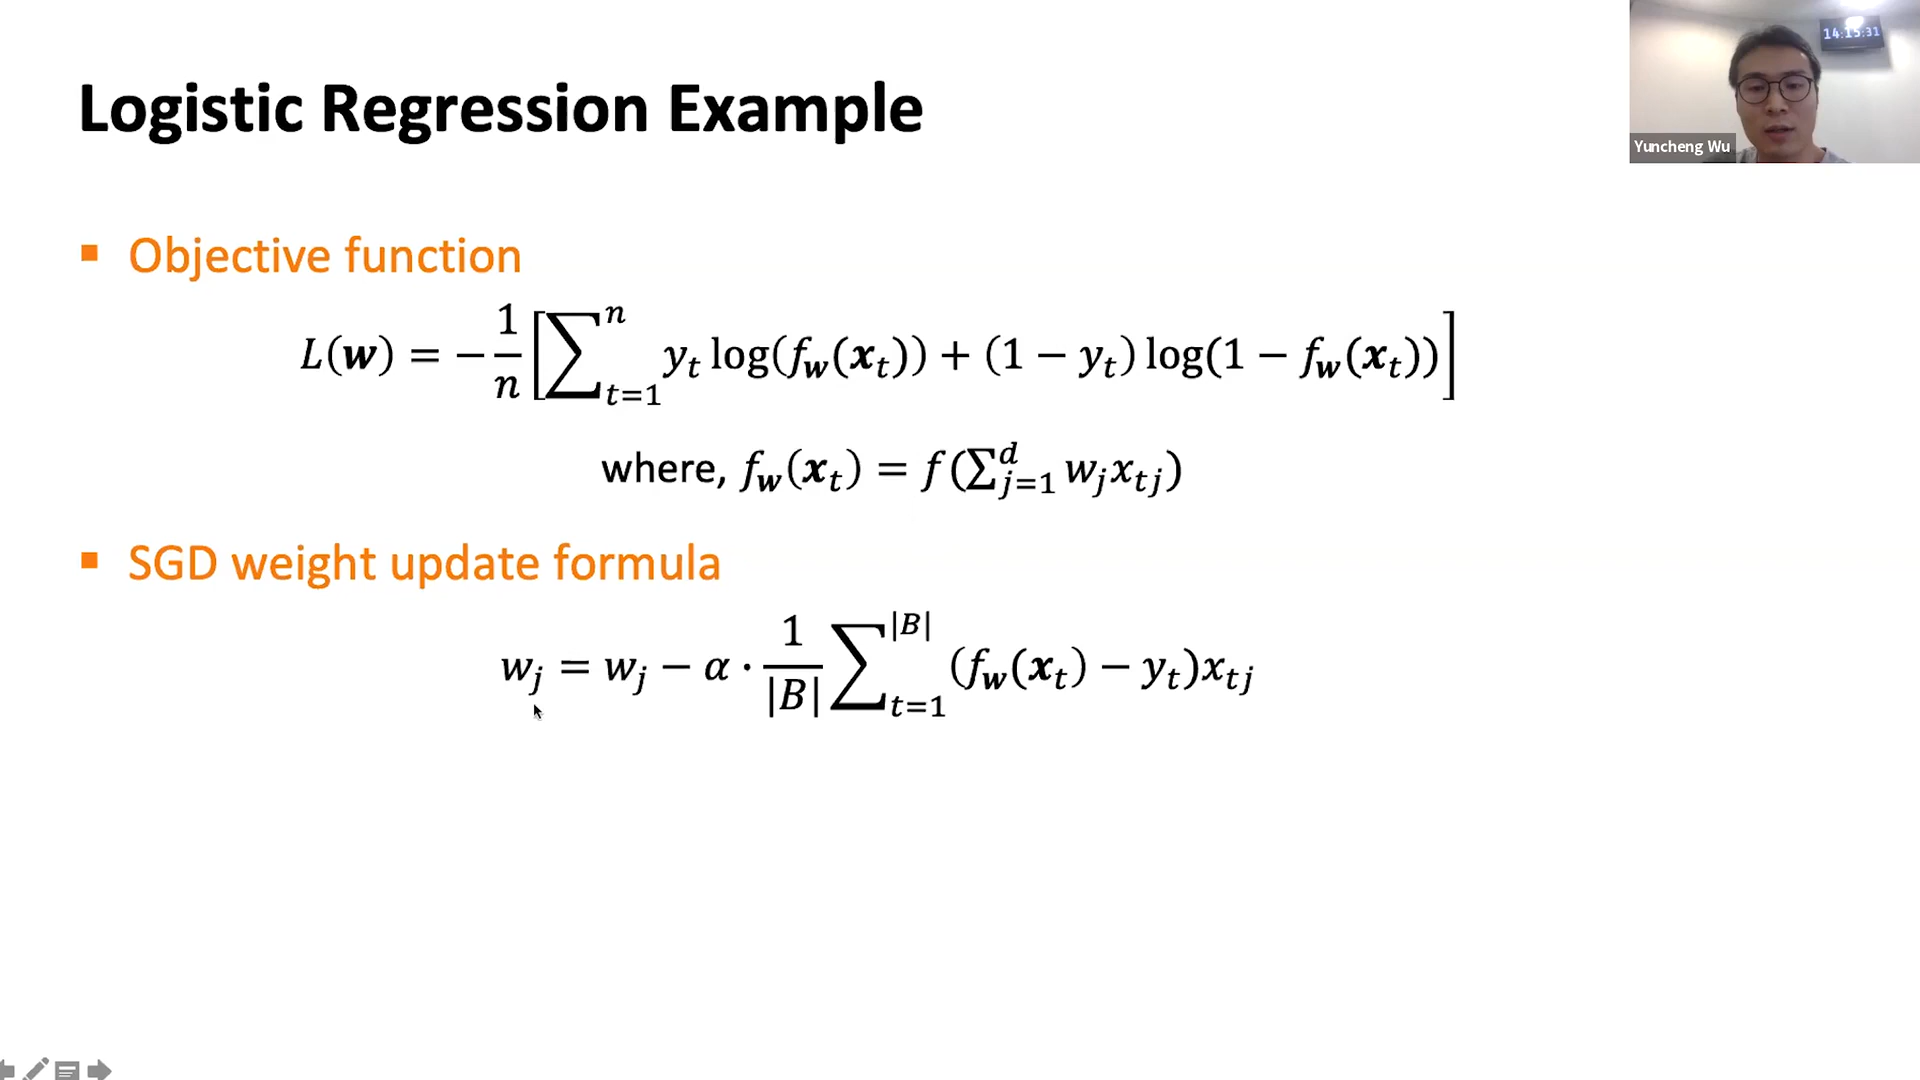 14:15:31
Yuncheng Wu
Logistic Regression Example
▪ Objective function
L(𝒘) = −\frac{1}{n}[∑_{t=1}^{n} y_t log(f_𝒘(𝒙_t)) + (1 − y_t) log(1 − f_𝒘(𝒙_t))]
where, f_𝒘(𝒙_t) = f(∑_{j=1}^{d} w_j x_{tj})
▪ SGD weight update formula
w_j = w_j − α · \frac{1}{|B|} ∑_{t=1}^{|B|} (f_𝒘(𝒙_t) − y_t)x_{tj}